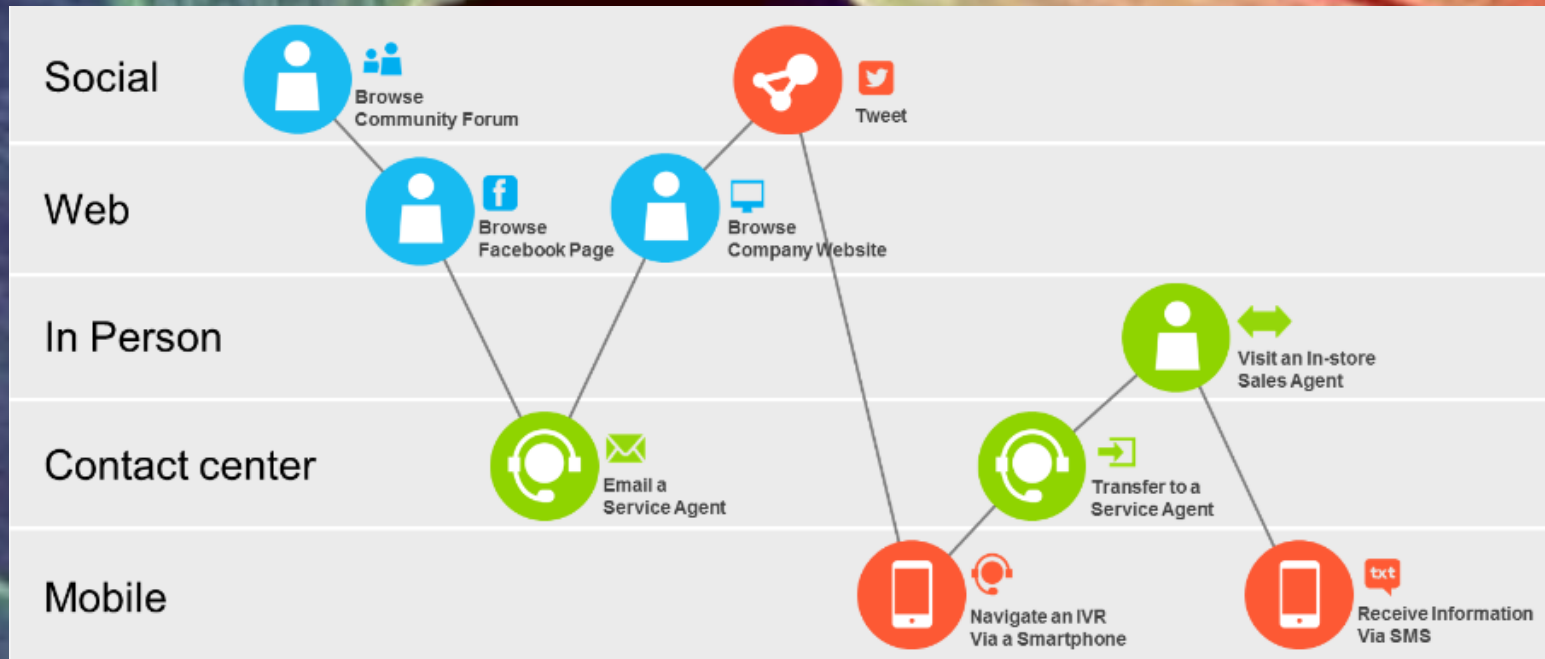 Social
Browse
Community Forum
Tweet
Web
f
Browse
Facebook Page
Browse
Company Website
In Person
Visit an In-store
Sales Agent
Contact center
Email a
Service Agent
Transfer to a
Service Agent
Mobile
Navigate an IVR
Via a Smartphone
txt
Receive Information
Via SMS